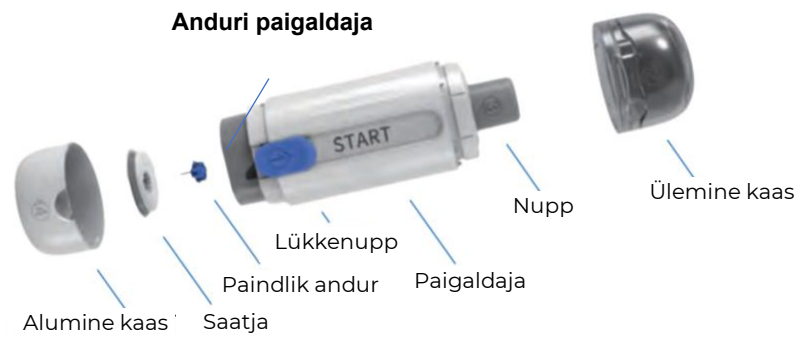 Anduri paigaldaja
START
Ülemine kaas
Nupp
Lükkenupp
Paindlik andur
Paigaldaja
Alumine kaas
Saatja